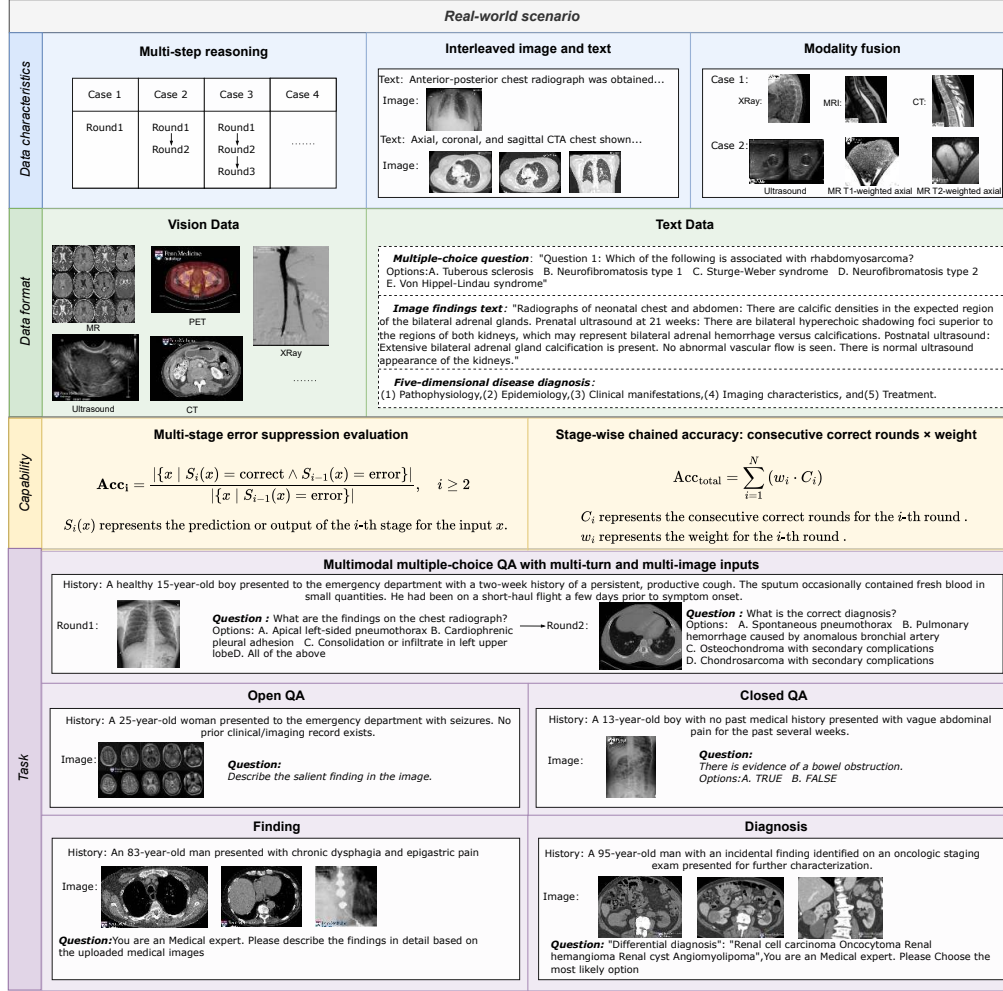 Real-world scenario
Data characteristics
Multi-step reasoning
Case 1 Case 2 Case 3 Case 4
Round1 Round1 Round1
Round2 Round2 .......
Round3
Interleaved image and text
Text: Anterior-posterior chest radiograph was obtained...
Image:
Text: Axial, coronal, and sagittal CTA chest shown...
Image:
Modality fusion
Case 1:
XRay: MRI: CT:
Case 2:
Ultrasound MR T1-weighted axial MR T2-weighted axial
Data format
Vision Data
Penn Medicine
MR PET XRay
Ultrasound CT .......
Text Data
Multiple-choice question: "Question 1: Which of the following is associated with rhabdomyosarcoma?
Options:A. Tuberous sclerosis B. Neurofibromatosis type 1 C. Sturge-Weber syndrome D. Neurofibromatosis type 2
E. Von Hippel-Lindau syndrome"
Image findings text: "Radiographs of neonatal chest and abdomen: There are calcific densities in the expected region
of the bilateral adrenal glands. Prenatal ultrasound at 21 weeks: There are bilateral hyperechoic shadowing foci superior to
the regions of both kidneys, which may represent bilateral adrenal hemorrhage versus calcifications. Postnatal ultrasound:
Extensive bilateral adrenal gland calcification is present. No abnormal vascular flow is seen. There is normal ultrasound
appearance of the kidneys."
Five-dimensional disease diagnosis:
(1) Pathophysiology,(2) Epidemiology,(3) Clinical manifestations,(4) Imaging characteristics, and(5) Treatment.
Capability
Multi-stage error suppression evaluation
Acc_i = |{x | S_i(x) = correct ∧ S_{i−1}(x) = error}| / |{x | S_{i−1}(x) = error}|, i ≥ 2
S_i(x) represents the prediction or output of the i-th stage for the input x.
Stage-wise chained accuracy: consecutive correct rounds × weight
Acc_total = ∑_{i=1}^{N} (w_i · C_i)
C_i represents the consecutive correct rounds for the i-th round .
w_i represents the weight for the i-th round .
Task
Multimodal multiple-choice QA with multi-turn and multi-image inputs
History: A healthy 15-year-old boy presented to the emergency department with a two-week history of a persistent, productive cough. The sputum occasionally contained fresh blood in
small quantities. He had been on a short-haul flight a few days prior to symptom onset.
Round1:
Question : What are the findings on the chest radiograph?
Options: A. Apical left-sided pneumothorax B. Cardiophrenic
pleural adhesion C. Consolidation or infiltrate in left upper
lobeD. All of the above
Round2:
Question : What is the correct diagnosis?
Options: A. Spontaneous pneumothorax B. Pulmonary
hemorrhage caused by anomalous bronchial artery
C. Osteochondroma with secondary complications
D. Chondrosarcoma with secondary complications
Open QA
History: A 25-year-old woman presented to the emergency department with seizures. No
prior clinical/imaging record exists.
Image:
Question:
Describe the salient finding in the image.
Closed QA
History: A 13-year-old boy with no past medical history presented with vague abdominal
pain for the past several weeks.
Image:
Question:
There is evidence of a bowel obstruction.
Options:A. TRUE B. FALSE
Finding
History: An 83-year-old man presented with chronic dysphagia and epigastric pain
Image:
Question:You are an Medical expert. Please describe the findings in detail based on
the uploaded medical images
Diagnosis
History: A 95-year-old man with an incidental finding identified on an oncologic staging
exam presented for further characterization.
Image:
Question: "Differential diagnosis": "Renal cell carcinoma Oncocytoma Renal
hemangioma Renal cyst Angiomyolipoma",You are an Medical expert. Please Choose the
most likely option